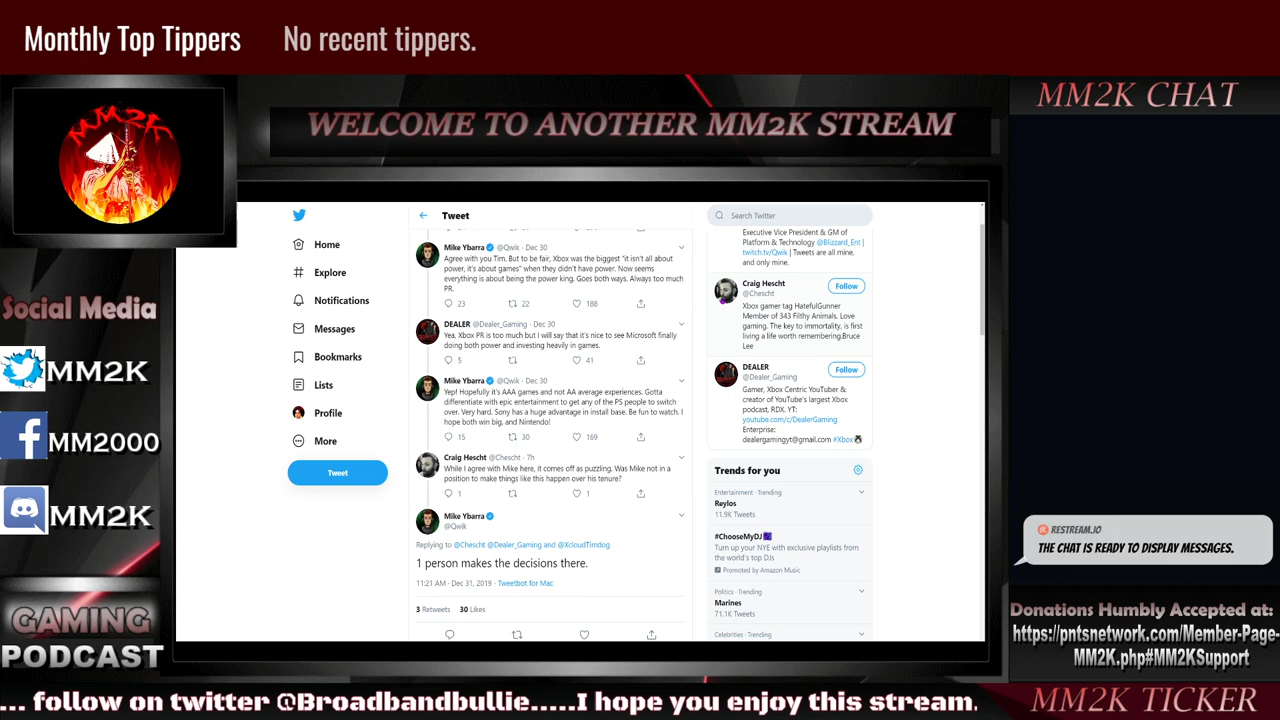 Monthly Top Tippers No recent tippers.
MM2K
WELCOME TO ANOTHER MM2K STREAM
MM2K CHAT
Social Media
MM2K
MM2000
MM2K
GAMING
PODCAST
Home
Explore
Notifications
Messages
Bookmarks
Lists
Profile
More
Tweet
Tweet
Mike Ybarra @Qwik · Dec 30
Agree with you Tim. But to be fair, Xbox was the biggest "it isn't all about
power, it's about games" when they didn't have power. Now seems
everything is about being the power king. Goes both ways. Always too much
PR.
23 22 188
DEALER @Dealer_Gaming · Dec 30
Yea, Xbox PR is too much but I will say that it's nice to see Microsoft finally
doing both power and investing heavily in games.
5 41
Mike Ybarra @Qwik · Dec 30
Yep! Hopefully it's AAA games and not AA average experiences. Gotta
differentiate with epic entertainment to get any of the PS people to switch
over. Very hard. Sony has a huge advantage in install base. Be fun to watch. I
hope both win big, and Nintendo!
15 30 169
Craig Hescht @Chescht · 7h
While I agree with Mike here, it comes off as puzzling. Was Mike not in a
position to make things like this happen over his tenure?
1 1
Mike Ybarra
@Qwik
Replying to @Chescht @Dealer_Gaming and @XcloudTimdog
1 person makes the decisions there.
11:21 AM · Dec 31, 2019 · Tweetbot for Mac
3 Retweets 30 Likes
Search Twitter
Executive Vice President & GM of
Platform & Technology @Blizzard_Ent |
twitch.tv/Qwik | Tweets are all mine,
and only mine.
Craig Hescht
@Chescht
Follow
Xbox gamer tag HatefulGunner
Member of 343 Filthy Animals. Love
gaming. The key to immortality, is first
living a life worth remembering.Bruce
Lee
DEALER
@Dealer_Gaming
Follow
Gamer, Xbox Centric YouTuber &
creator of YouTube's largest Xbox
podcast, RDX. YT:
youtube.com/c/DealerGaming
Enterprise:
dealergamingyt@gmail.com #Xbox
Trends for you
Entertainment · Trending
Reylos
11.9K Tweets
#ChooseMyDJ
Turn up your NYE with exclusive playlists from
the world's top DJs
Promoted by Amazon Music
Politics · Trending
Marines
71.1K Tweets
Celebrities · Trending
RESTREAM.IO
THE CHAT IS READY TO DISPLAY MESSAGES.
Donations Humbly Accepted at:
https://pntsnetwork.com/Member-Page-
MM2K.php#MM2KSupport
... follow on twitter @Broadbandbullie.....I hope you enjoy this stream.
MM2K TICKER